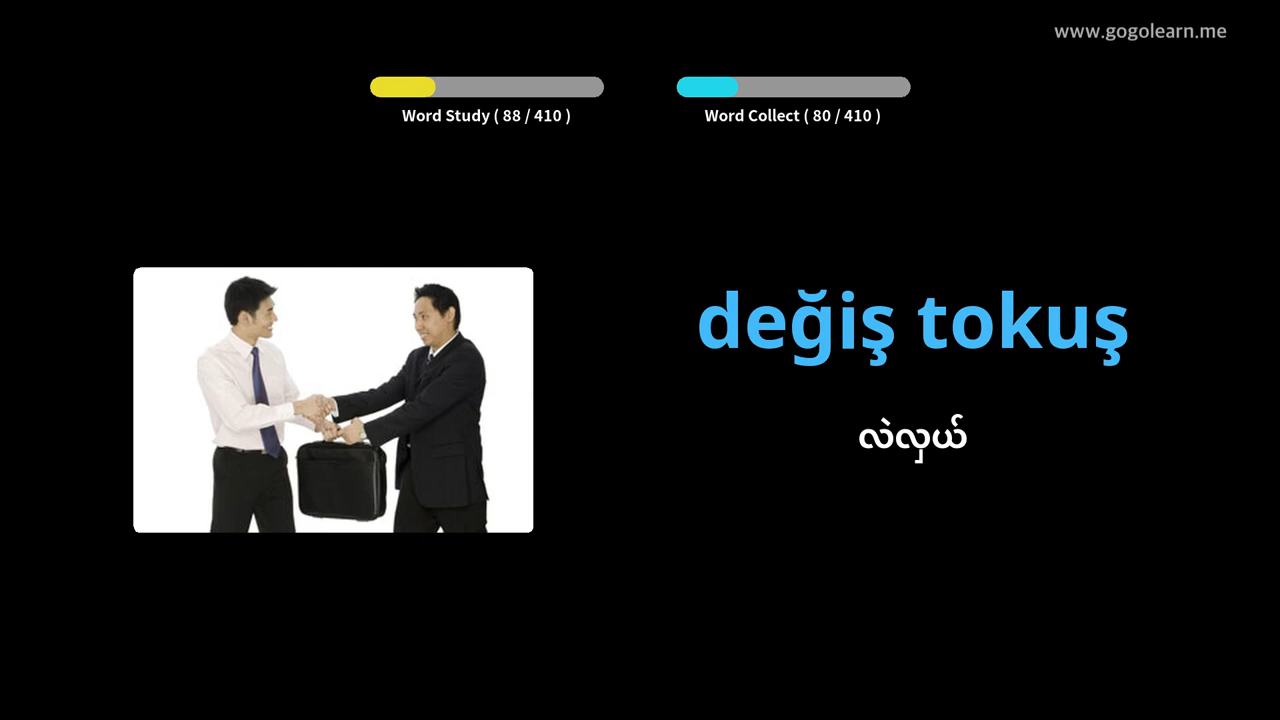 www.gogolearn.me
Word Study ( 88 / 410 )
Word Collect ( 80 / 410 )
değiş tokuş
လဲလှယ်